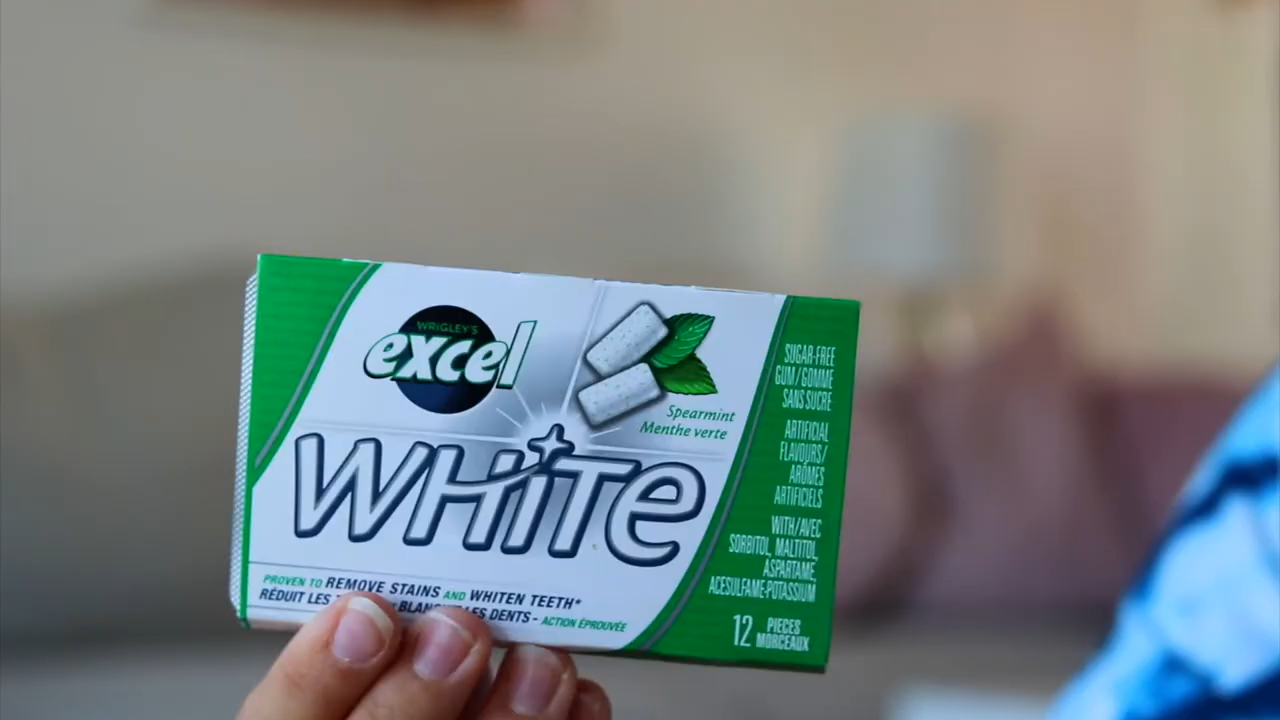 WRIGLEY'S
excel
Spearmint
Menthe verte
WHiTe
PROVEN TO REMOVE STAINS AND WHITEN TEETH*
RÉDUIT LES DENTS - ACTION ÉPROUVÉE
SUGAR-FREE
GUM/GOMME
SANS SUCRE
ARTIFICIAL
FLAVOURS/
ARÔMES
ARTIFICIELS
WITH/AVEC
SORBITOL, MALTITOL,
ASPARTAME,
ACESULFAME-POTASSIUM
12 PIECES
MORCEAUX